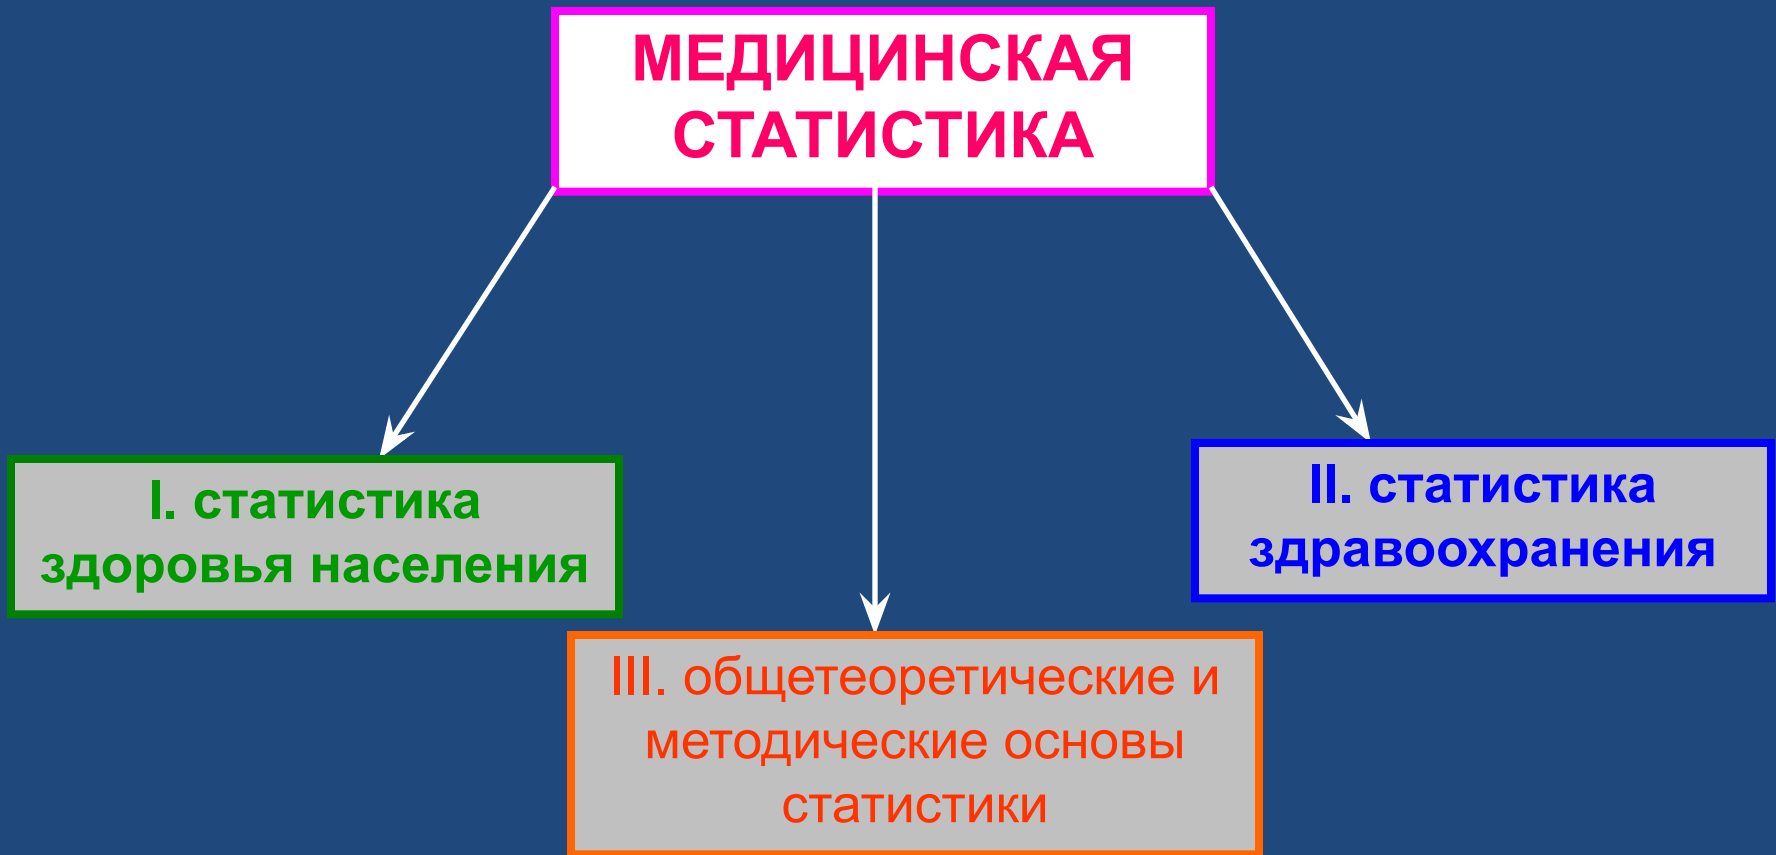 МЕДИЦИНСКАЯ
СТАТИСТИКА
I. статистика
здоровья населения
II. статистика
здравоохранения
III. общетеоретические и
методические основы
статистики